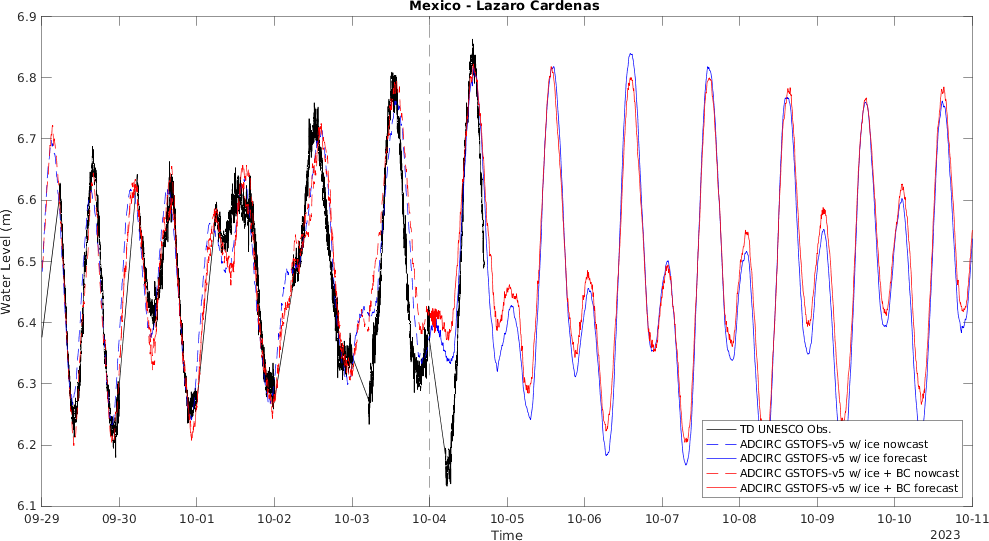 Mexico - Lazaro Cardenas
6.9
6.8
6.7
6.6
6.5
6.4
6.3
6.2
6.1
Water Level (m)
TD UNESCO Obs.
ADCIRC GSTOFS-v5 w/ ice nowcast
ADCIRC GSTOFS-v5 w/ ice forecast
ADCIRC GSTOFS-v5 w/ ice + BC nowcast
ADCIRC GSTOFS-v5 w/ ice + BC forecast
09-29 09-30 10-01 10-02 10-03 10-04 10-05 10-06 10-07 10-08 10-09 10-10 10-11
Time 2023